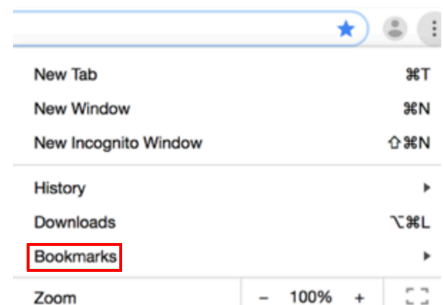 New Tab ⌘T
New Window ⌘N
New Incognito Window ⇧⌘N
History
Downloads ⌥⌘L
Bookmarks
Zoom − 100% +